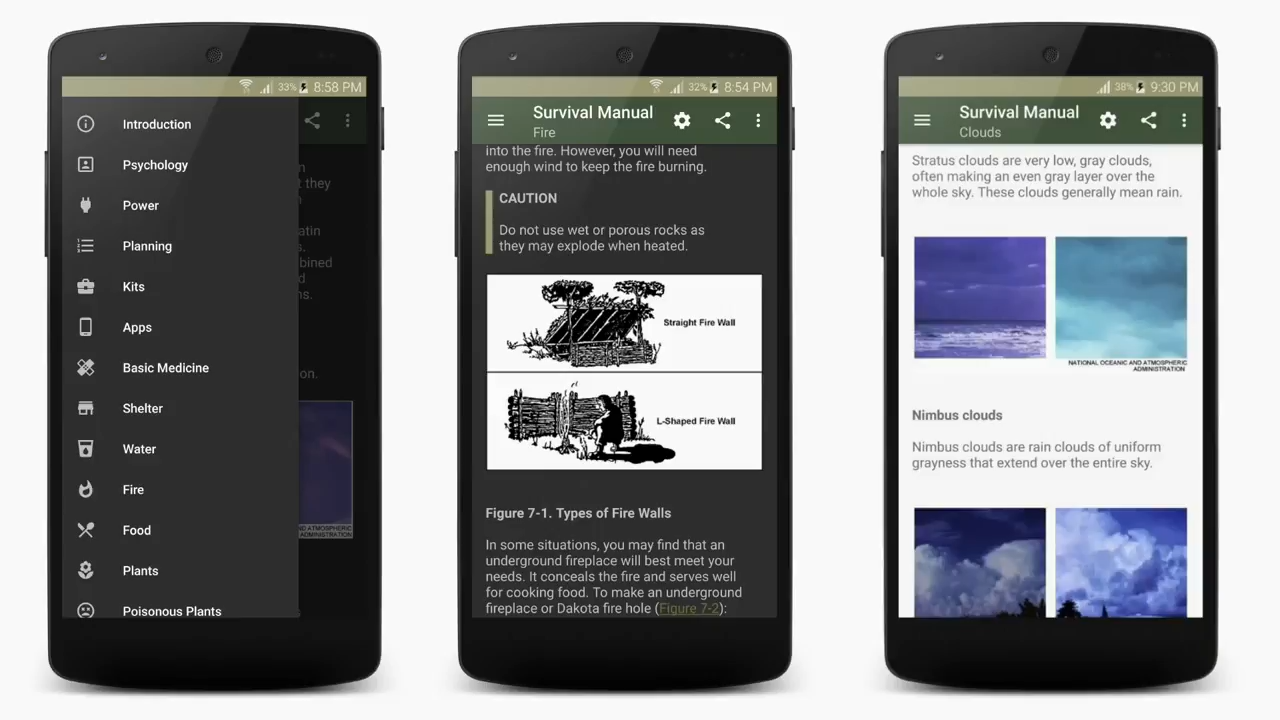 33% 8:58 PM
Introduction
Psychology
Power
Planning
Kits
Apps
Basic Medicine
Shelter
Water
Fire
Food
Plants
Poisonous Plants
they
atin
s.
bined
d
ns.
on.
ND ATMOSPHERIC
ADMINISTRATION
32% 8:54 PM
Survival Manual
Fire
into the fire. However, you will need
enough wind to keep the fire burning.
CAUTION
Do not use wet or porous rocks as
they may explode when heated.
Straight Fire Wall
L-Shaped Fire Wall
Figure 7-1. Types of Fire Walls
In some situations, you may find that an
underground fireplace will best meet your
needs. It conceals the fire and serves well
for cooking food. To make an underground
fireplace or Dakota fire hole (Figure 7-2):
38% 9:30 PM
Survival Manual
Clouds
Stratus clouds are very low, gray clouds,
often making an even gray layer over the
whole sky. These clouds generally mean rain.
NATIONAL OCEANIC AND ATMOSPHERIC
ADMINISTRATION
Nimbus clouds
Nimbus clouds are rain clouds of uniform
grayness that extend over the entire sky.